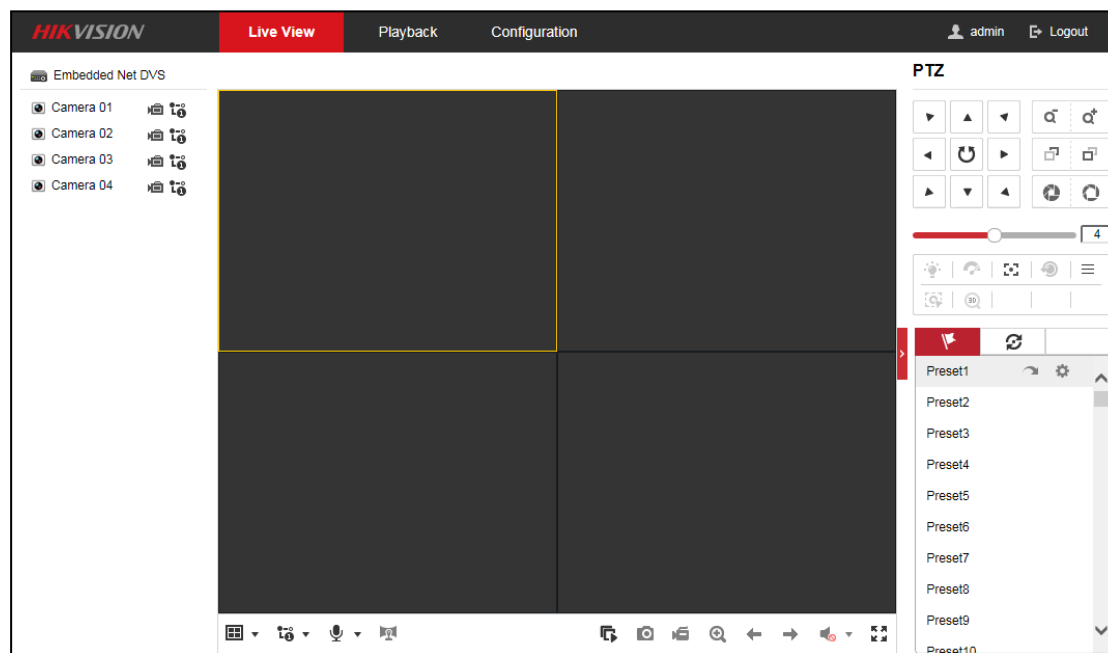 HIKVISION Live View Playback Configuration admin Logout
Embedded Net DVS
Camera 01
Camera 02
Camera 03
Camera 04
PTZ
4
3D
Preset1
Preset2
Preset3
Preset4
Preset5
Preset6
Preset7
Preset8
Preset9
Preset10